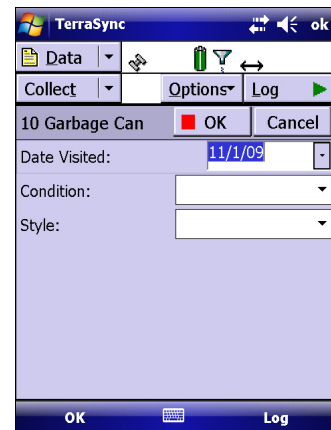 TerraSync ok
Data
Collect Options Log
10 Garbage Can OK Cancel
Date Visited: 11/1/09
Condition:
Style:
OK Log